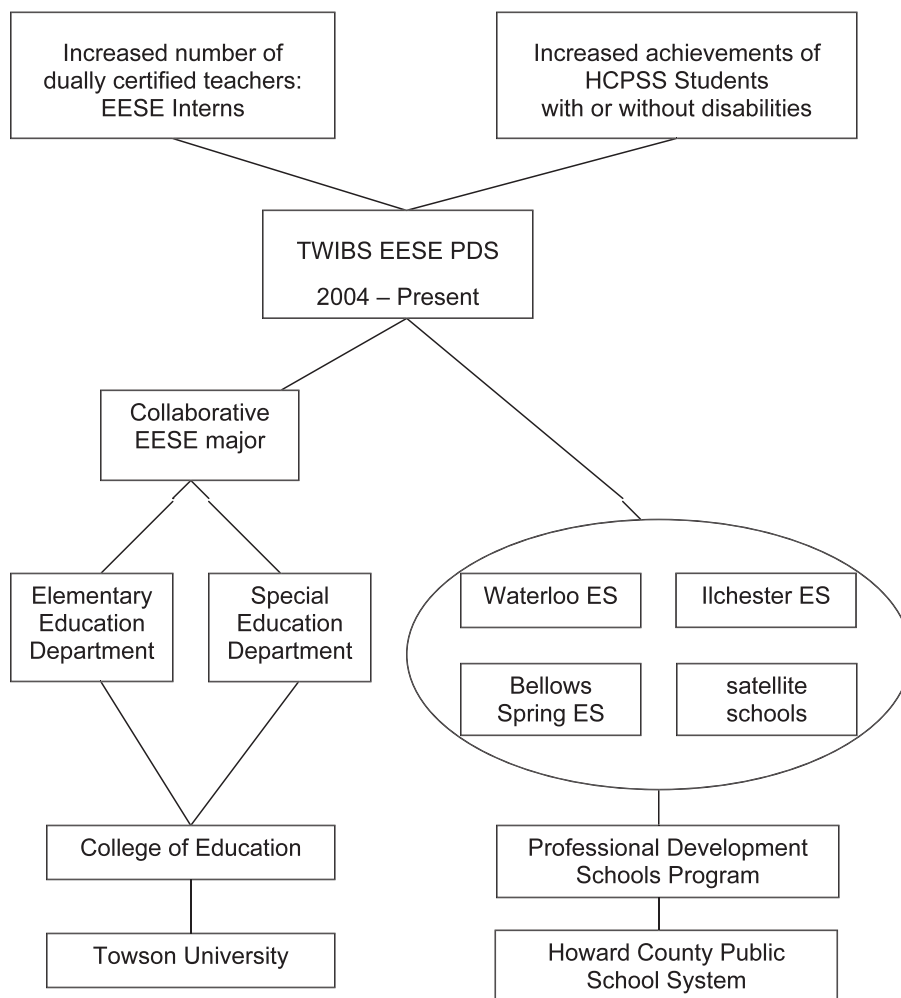 Increased number of
dually certified teachers:
EESE Interns
Increased achievements of
HCPSS Students
with or without disabilities
TWIBS EESE PDS
2004 – Present
Collaborative
EESE major
Elementary
Education
Department
Special
Education
Department
Waterloo ES
Ilchester ES
Bellows
Spring ES
satellite
schools
College of Education
Professional Development
Schools Program
Towson University
Howard County Public
School System